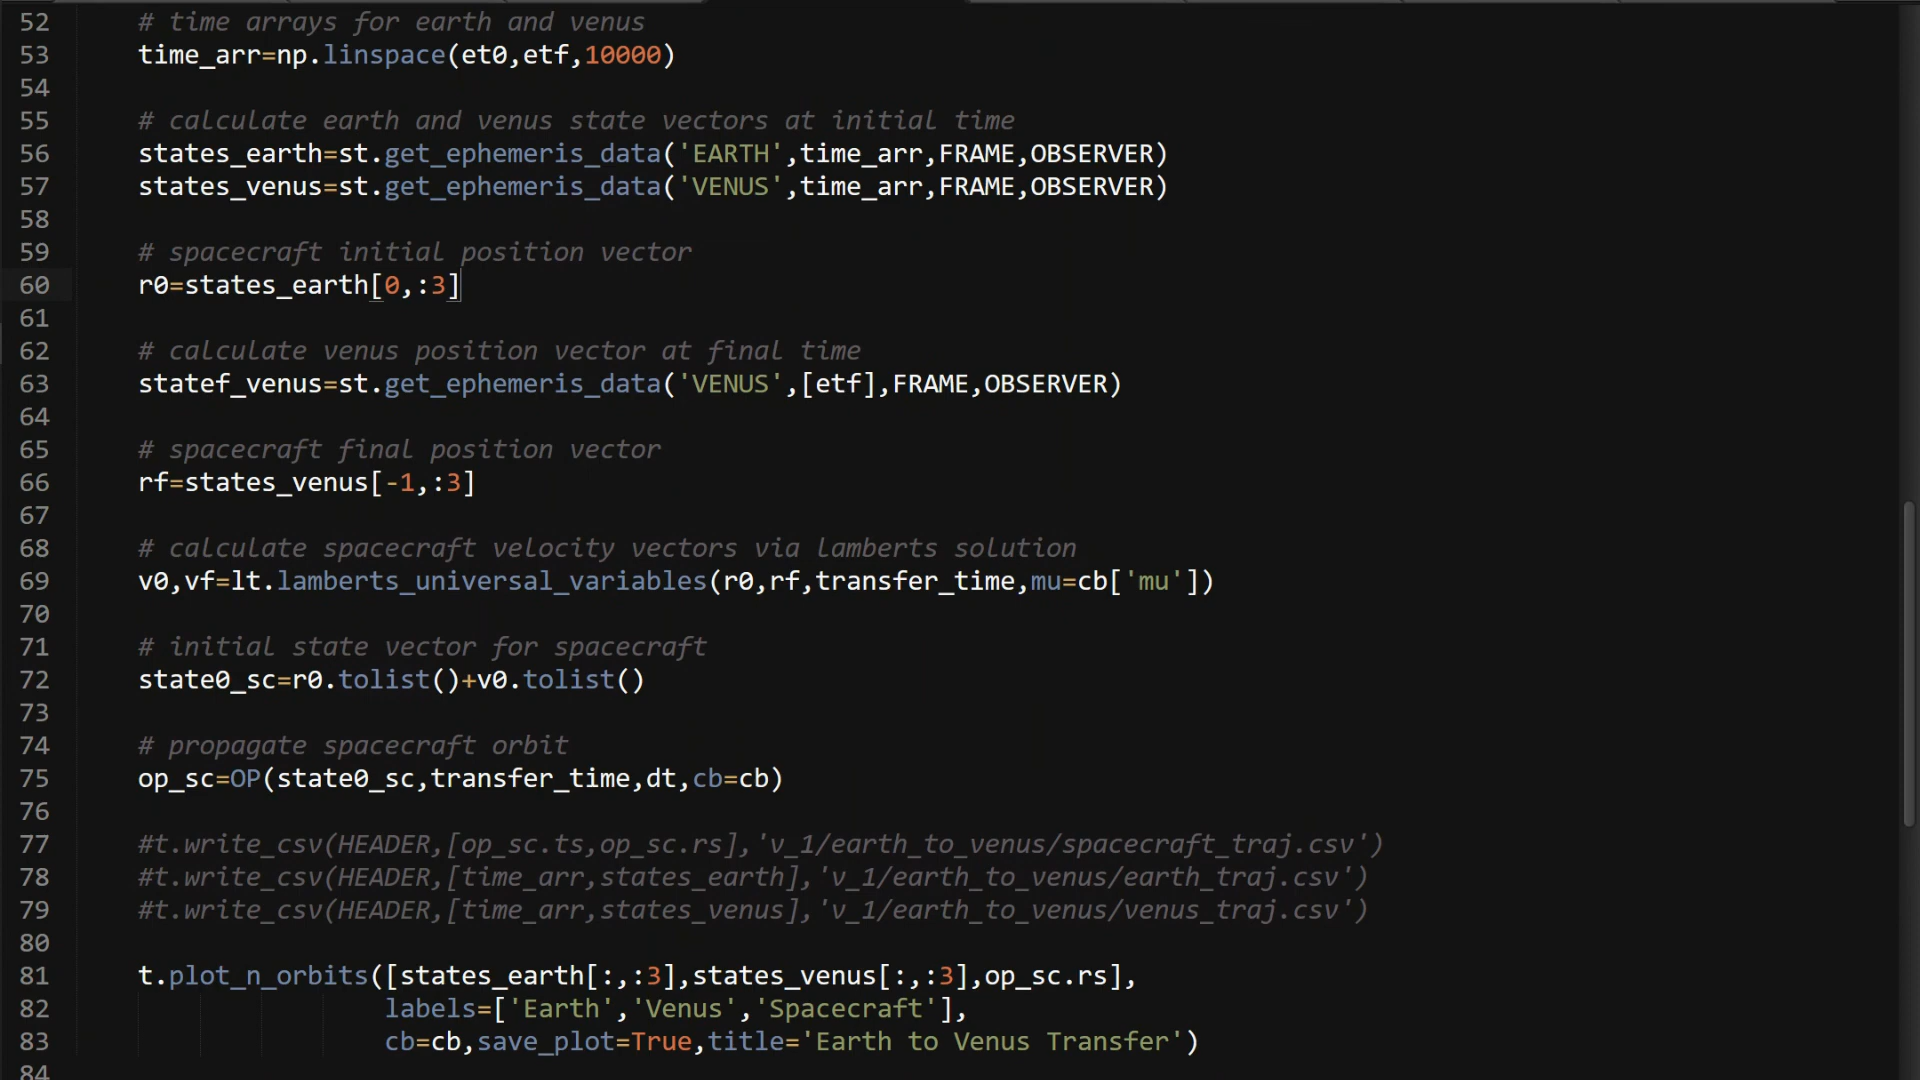 52 # time arrays for earth and venus
53 time_arr=np.linspace(et0,etf,10000)
54
55 # calculate earth and venus state vectors at initial time
56 states_earth=st.get_ephemeris_data('EARTH',time_arr,FRAME,OBSERVER)
57 states_venus=st.get_ephemeris_data('VENUS',time_arr,FRAME,OBSERVER)
58
59 # spacecraft initial position vector
60 r0=states_earth[0,:3]
61
62 # calculate venus position vector at final time
63 statef_venus=st.get_ephemeris_data('VENUS',[etf],FRAME,OBSERVER)
64
65 # spacecraft final position vector
66 rf=states_venus[-1,:3]
67
68 # calculate spacecraft velocity vectors via lamberts solution
69 v0,vf=lt.lamberts_universal_variables(r0,rf,transfer_time,mu=cb['mu'])
70
71 # initial state vector for spacecraft
72 state0_sc=r0.tolist()+v0.tolist()
73
74 # propagate spacecraft orbit
75 op_sc=OP(state0_sc,transfer_time,dt,cb=cb)
76
77 #t.write_csv(HEADER,[op_sc.ts,op_sc.rs],'v_1/earth_to_venus/spacecraft_traj.csv')
78 #t.write_csv(HEADER,[time_arr,states_earth],'v_1/earth_to_venus/earth_traj.csv')
79 #t.write_csv(HEADER,[time_arr,states_venus],'v_1/earth_to_venus/venus_traj.csv')
80
81 t.plot_n_orbits([states_earth[:,:3],states_venus[:,:3],op_sc.rs],
82 labels=['Earth','Venus','Spacecraft'],
83 cb=cb,save_plot=True,title='Earth to Venus Transfer')
84